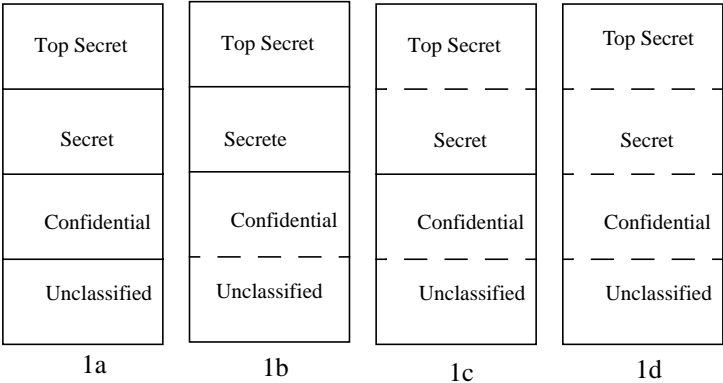 Top Secret
Secret
Confidential
Unclassified
1a
Top Secret
Secrete
Confidential
Unclassified
1b
Top Secret
Secret
Confidential
Unclassified
1c
Top Secret
Secret
Confidential
Unclassified
1d